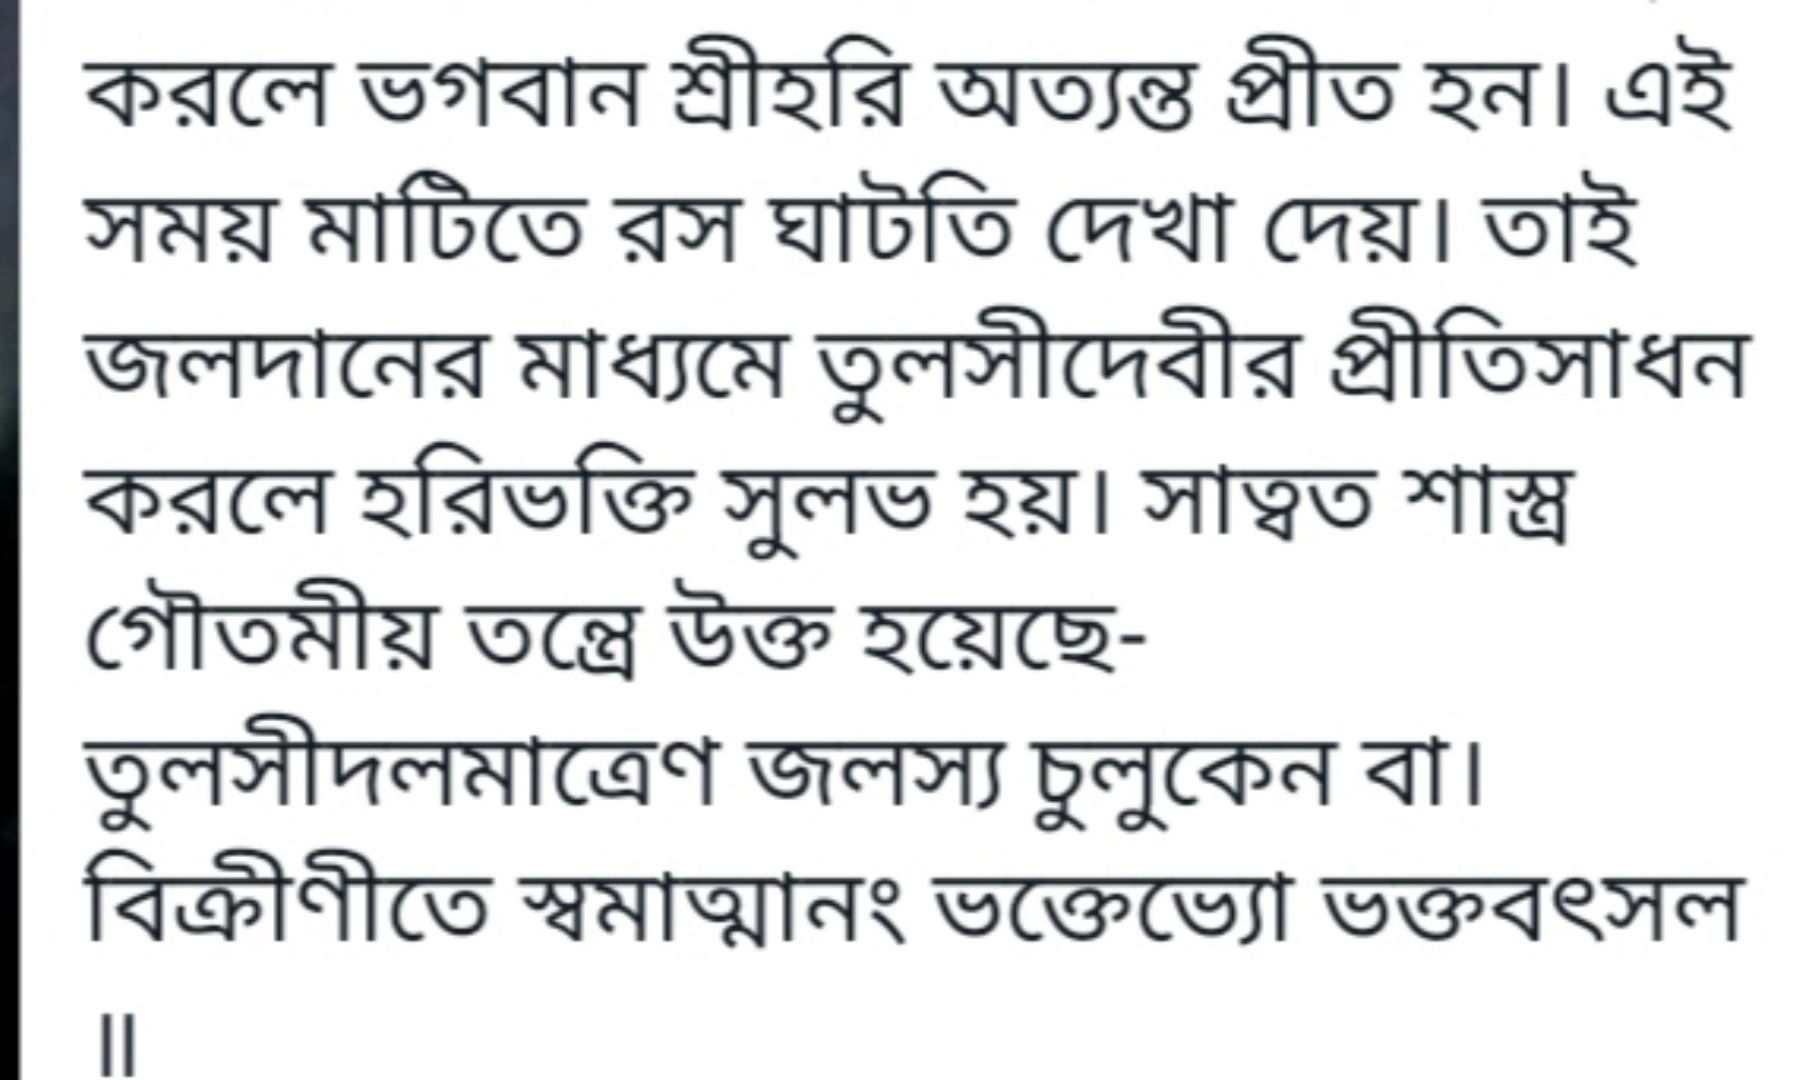 করলে ভগবান শ্রীহরি অত্যন্ত প্রীত হন। এই
সময় মাটিতে রস ঘাটতি দেখা দেয়। তাই
জলদানের মাধ্যমে তুলসীদেবীর প্রীতিসাধন
করলে হরিভক্তি সুলভ হয়। সাত্বত শাস্ত্র
গৌতমীয় তন্ত্রে উক্ত হয়েছে-
তুলসীদলমাত্রেণ জলস্য চুলুকেন বা।
বিক্রীণীতে স্বমাত্মানং ভক্তেভ্যো ভক্তবৎসল
॥